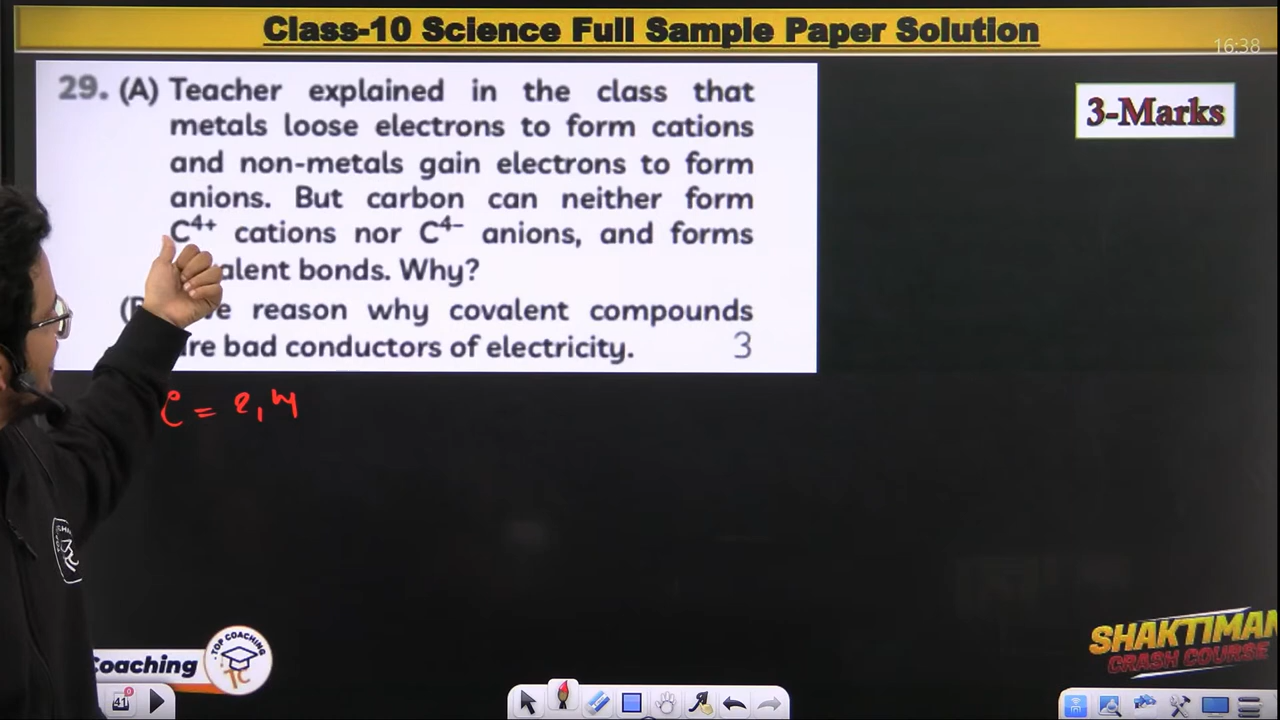 Class-10 Science Full Sample Paper Solution
16:38
3-Marks
29. (A) Teacher explained in the class that
metals loose electrons to form cations
and non-metals gain electrons to form
anions. But carbon can neither form
C⁴⁺ cations nor C⁴⁻ anions, and forms
bonds. Why?
reason why covalent compounds
bad conductors of electricity. 3
C = 2, 4
Coaching
TOP COACHING
TC
SHAKTIMAN
CRASH COURSE
41